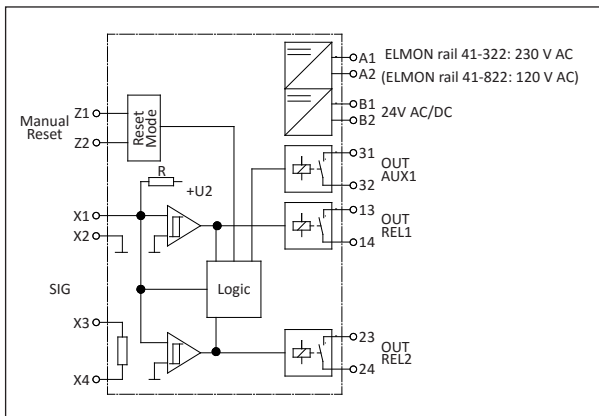 A1 ELMON rail 41-322: 230 V AC
A2 (ELMON rail 41-822: 120 V AC)
B1 24V AC/DC
B2
Manual
Reset
Z1
Z2
Reset
Mode
31 OUT
32 AUX1
R
+U2
X1
X2
13 OUT
14 REL1
SIG
Logic
X3
X4
23 OUT
24 REL2